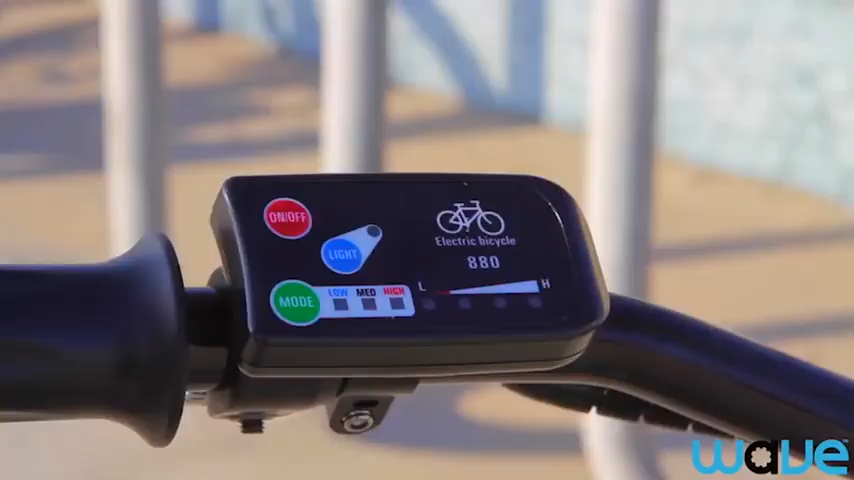 ON/OFF
LIGHT
MODE
LOW MED HIGH
Electric bicycle
880
L H
wave